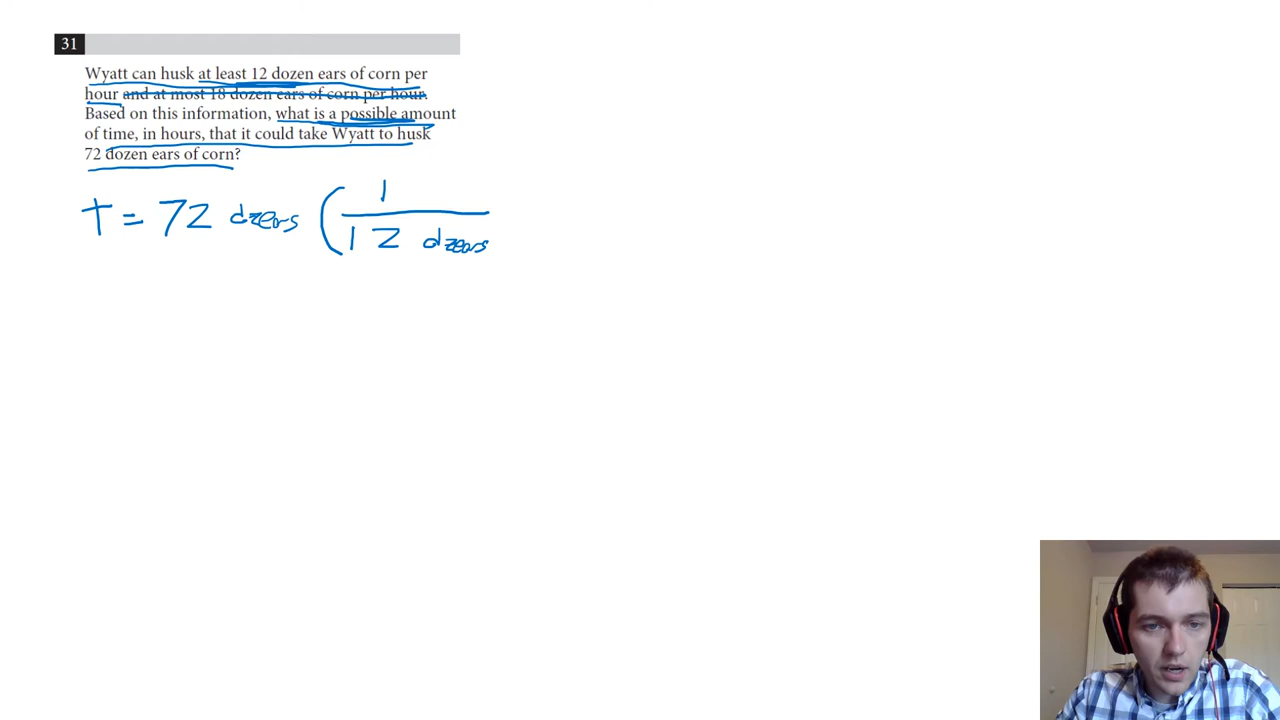 31
Wyatt can husk at least 12 dozen ears of corn per
hour and at most 18 dozen ears of corn per hour.
Based on this information, what is a possible amount
of time, in hours, that it could take Wyatt to husk
72 dozen ears of corn?
t = 72 dzears ( 1
12 dzears